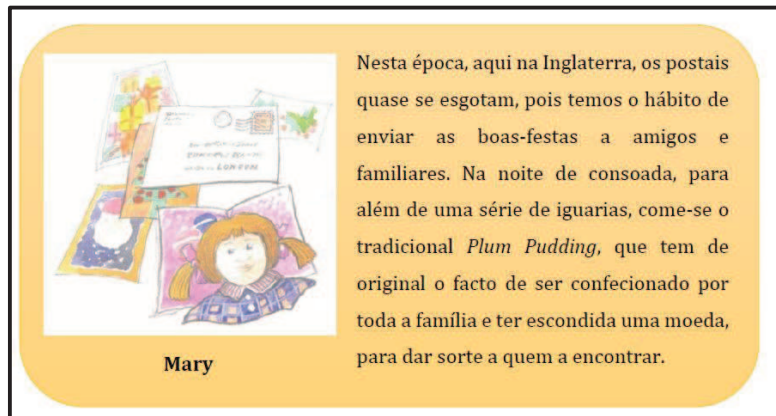 Nesta época, aqui na Inglaterra, os postais
quase se esgotam, pois temos o hábito de
enviar as boas-festas a amigos e
familiares. Na noite de consoada, para
além de uma série de iguarias, come-se o
tradicional Plum Pudding, que tem de
original o facto de ser confecionado por
toda a família e ter escondida uma moeda,
para dar sorte a quem a encontrar.
LONDON
Mary